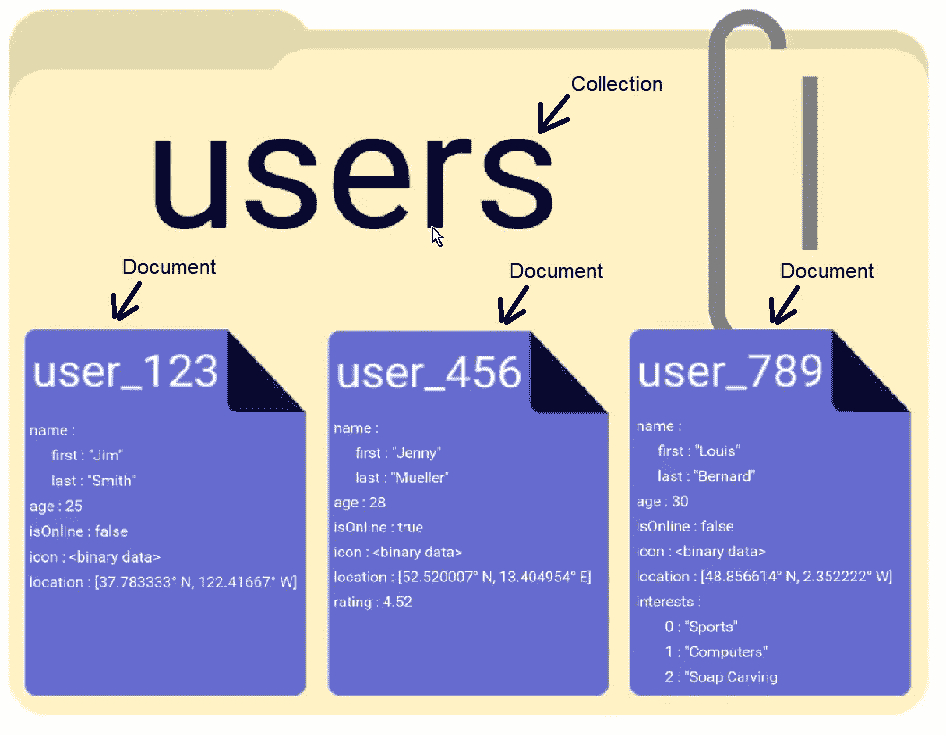 Collection
users
Document
Document
Document
user_123
name :
first : "Jim"
last : "Smith"
age : 25
isOnline : false
icon : <binary data>
location : [37.783333° N, 122.41667° W]
user_456
name :
first : "Jenny"
last : "Mueller"
age : 28
isOnline : true
icon : <binary data>
location : [52.520007° N, 13.404954° E]
rating : 4.52
user_789
name :
first : "Louis"
last : "Bernard"
age : 30
isOnline : false
icon : <binary data>
location : [48.856614° N, 2.352222° W]
interests :
0 : "Sports"
1 : "Computers"
2 : "Soap Carving